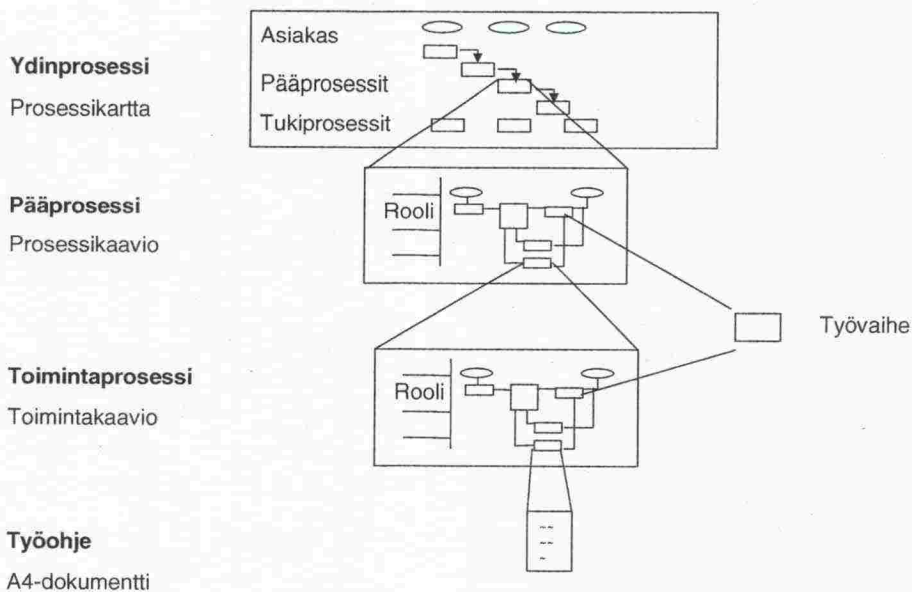 Ydinprosessi
Prosessikartta
Asiakas
Pääprosessit
Tukiprosessit
Pääprosessi
Prosessikaavio
Rooli
Työvaihe
Toimintaprosessi
Toimintakaavio
Rooli
Työohje
A4-dokumentti